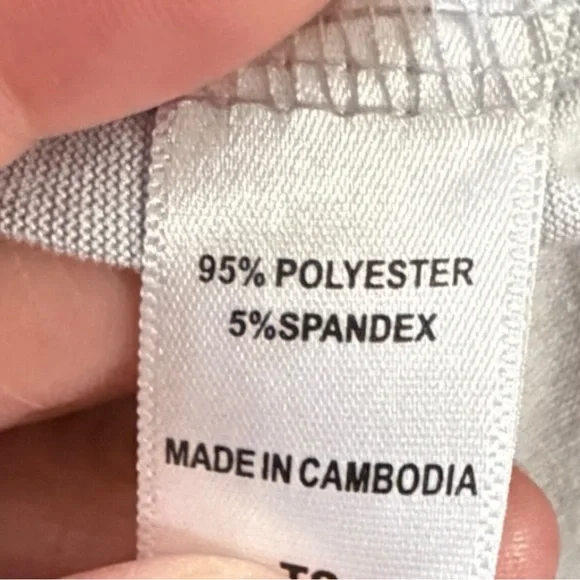 95% POLYESTER
5%SPANDEX
MADE IN CAMBODIA